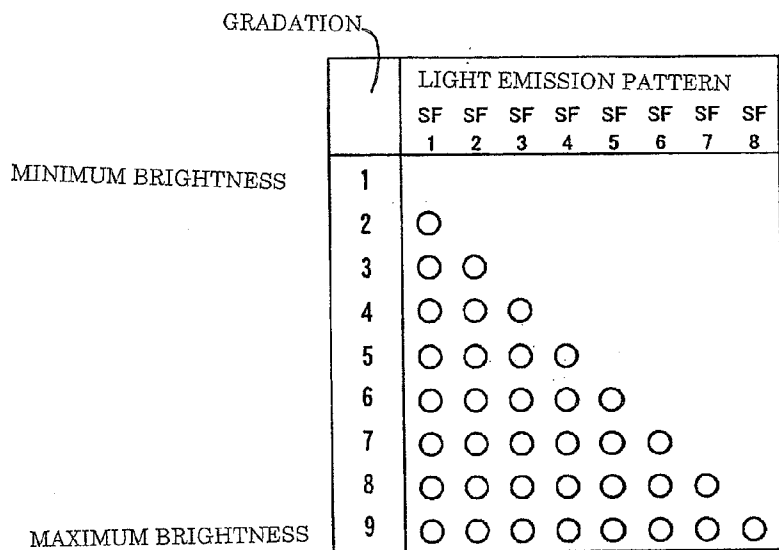 GRADATION
LIGHT EMISSION PATTERN
SF SF SF SF SF SF SF SF
1 2 3 4 5 6 7 8
MINIMUM BRIGHTNESS 1
2 ○
3 ○ ○
4 ○ ○ ○
5 ○ ○ ○ ○
6 ○ ○ ○ ○ ○
7 ○ ○ ○ ○ ○ ○
8 ○ ○ ○ ○ ○ ○ ○
MAXIMUM BRIGHTNESS 9 ○ ○ ○ ○ ○ ○ ○ ○